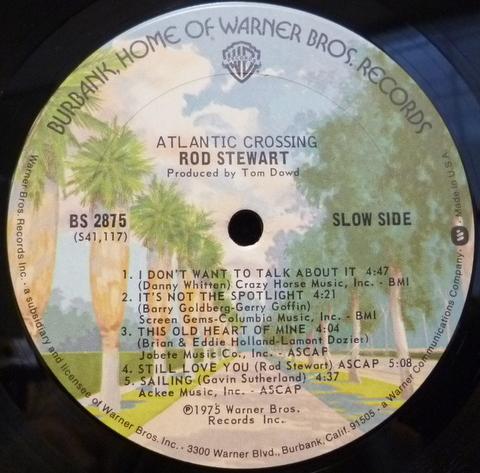 BURBANK, HOME OF WARNER BROS. RECORDS
ATLANTIC CROSSING
ROD STEWART
Produced by Tom Dowd
BS 2875
(S41,117)
SLOW SIDE
1. I DON'T WANT TO TALK ABOUT IT 4:47
(Danny Whitten) Crazy Horse Music, Inc. - BMI
2. IT'S NOT THE SPOTLIGHT 4:21
(Barry Goldberg-Gerry Goffin)
Screen Gems-Columbia Music, Inc. - BMI
3. THIS OLD HEART OF MINE 4:04
(Brian & Eddie Holland-Lamont Dozier)
Jobete Music Co., Inc. - ASCAP
4. STILL LOVE YOU (Rod Stewart) ASCAP 5:08
5. SAILING (Gavin Sutherland) 4:37
Ackee Music, Inc. - ASCAP
℗1975 Warner Bros.
Records Inc.
Warner Bros. Records Inc. • a subsidiary and licensee of Warner Bros. Inc. • 3300 Warner Blvd., Burbank, Calif. 91505 • a Warner Communications Company • Made in U.S.A.